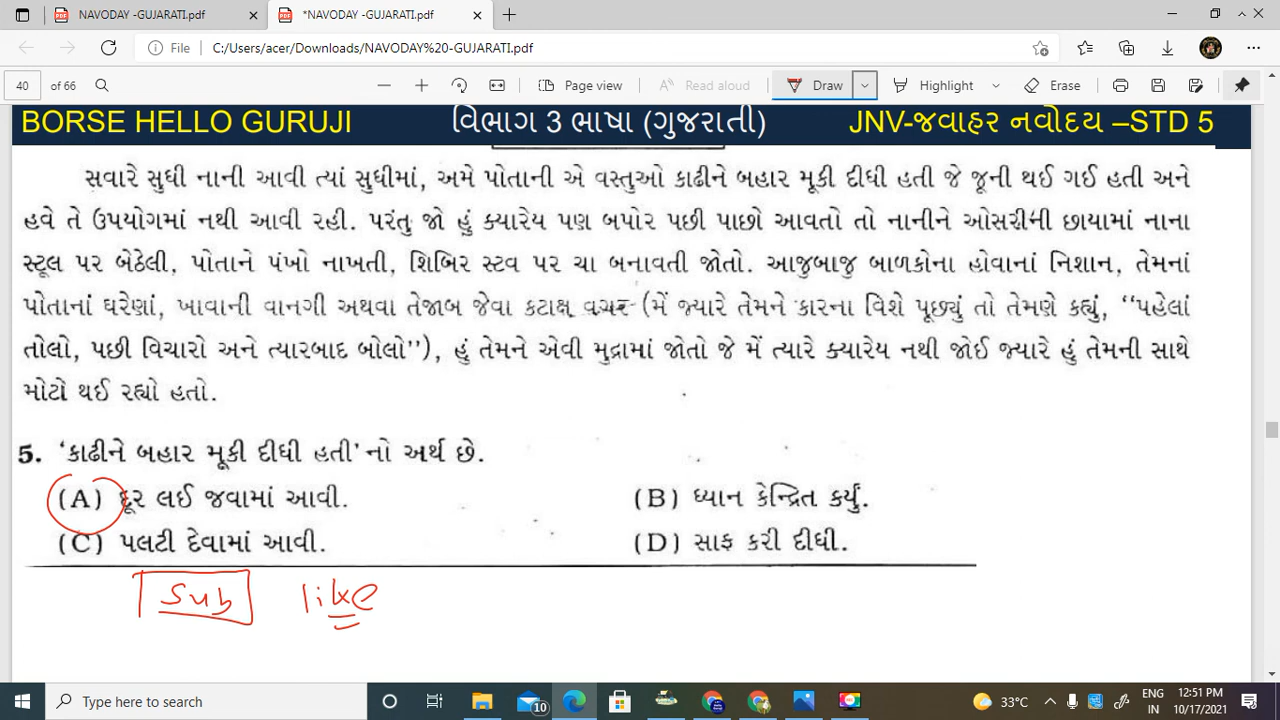 NAVODAY -GUJARATI.pdf
*NAVODAY -GUJARATI.pdf
File
C:/Users/acer/Downloads/NAVODAY%20-GUJARATI.pdf
40 of 66
Page view
Read aloud
Draw
Highlight
Erase
BORSE HELLO GURUJI વિભાગ 3 ભાષા (ગુજરાતી) JNV-જવાહર નવોદય –STD 5
સવારે સુધી નાની આવી ત્યાં સુધીમાં, અમે પોતાની એ વસ્તુઓ કાઢીને બહાર મૂકી દીધી હતી જે જૂની થઈ ગઈ હતી અને
હવે તે ઉપયોગમાં નથી આવી રહી. પરંતુ જો હું ક્યારેય પણ બપોર પછી પાછો આવતો તો નાનીને ઓસરીની છાયામાં નાના
સ્ટૂલ પર બેઠેલી, પોતાને પંખો નાખતી, શિબિર સ્ટવ પર ચા બનાવતી જોતો. આજુબાજુ બાળકોના હોવાનાં નિશાન, તેમનાં
પોતાનાં ઘરેણાં, ખાવાની વાનગી અથવા તેજાબ જેવા કટાક્ષ (મેં જ્યારે તેમને કારના વિશે પૂછ્યું તો તેમણે કહ્યું, ‘‘પહેલાં
તોલો, પછી વિચારો અને ત્યારબાદ બોલો’’), હું તેમને એવી મુદ્રામાં જોતો જે મેં ત્યારે ક્યારેય નથી જોઈ જ્યારે હું તેમની સાથે
મોટો થઈ રહ્યો હતો.
5. ‘કાઢીને બહાર મૂકી દીધી હતી’નો અર્થ છે.
(A) દૂર લઈ જવામાં આવી. (B) ધ્યાન કેન્દ્રિત કર્યું.
(C) પલટી દેવામાં આવી. (D) સાફ કરી દીધી.
Sub like
Type here to search
10
33°C
ENG
IN
12:51 PM
10/17/2021